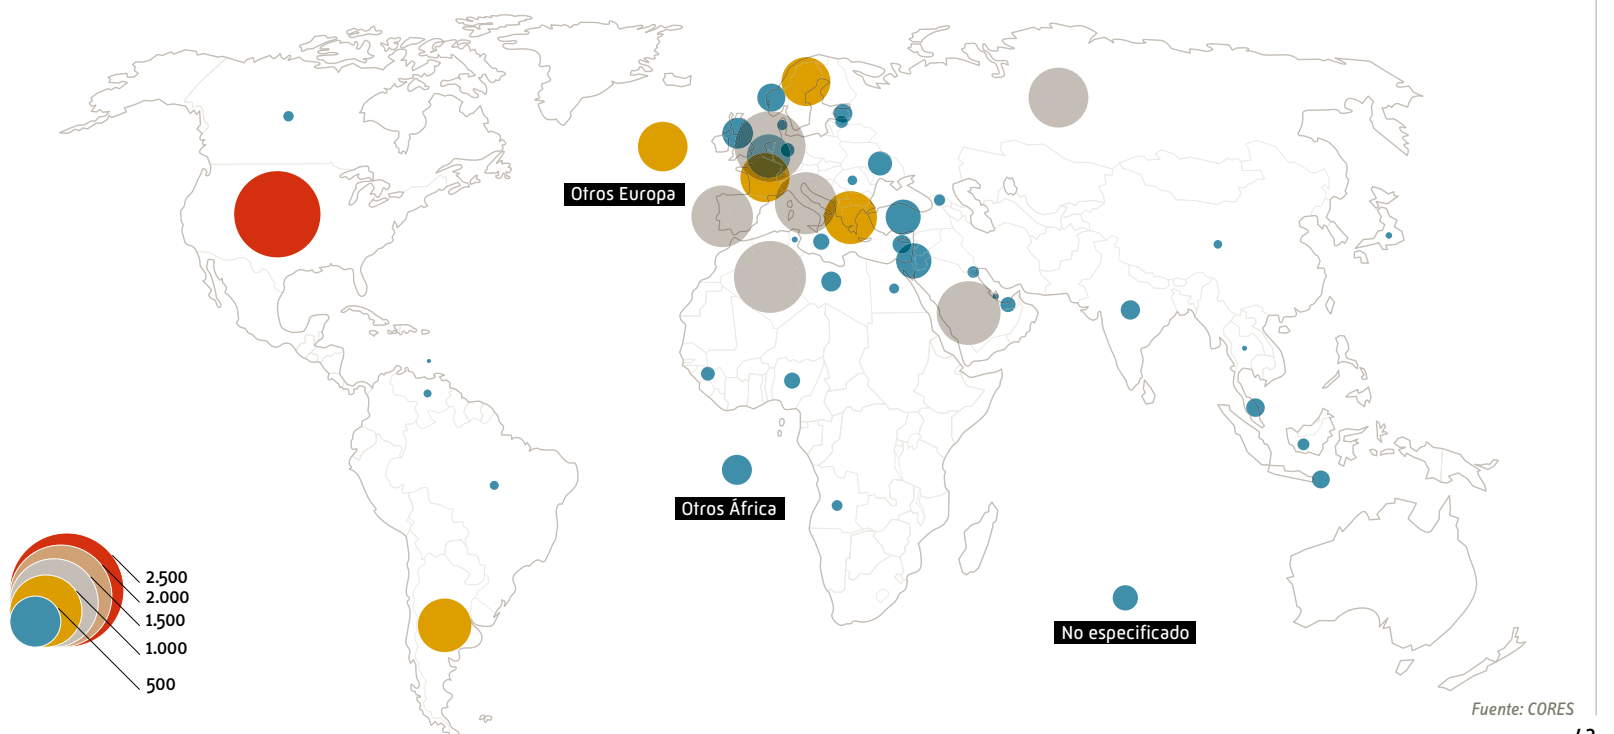 Otros Europa
Otros África
2.500
2.000
1.500
1.000
500
No especificado
Fuente: CORES